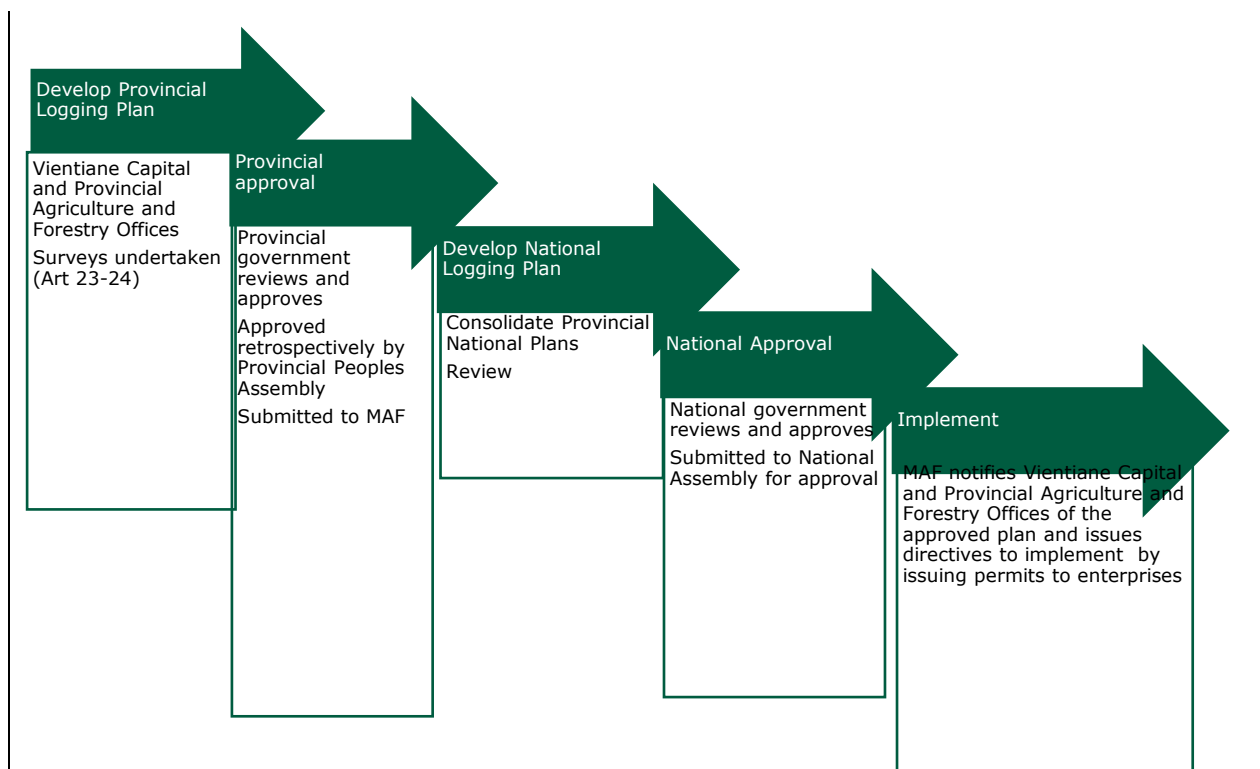 Develop Provincial
Logging Plan
Vientiane Capital
and Provincial
Agriculture and
Forestry Offices
Surveys undertaken
(Art 23-24)
Provincial
approval
Provincial
government
reviews and
approves
Approved
retrospectively by
Provincial Peoples
Assembly
Submitted to MAF
Develop National
Logging Plan
Consolidate Provincial
National Plans
Review
National Approval
National government
reviews and approves
Submitted to National
Assembly for approval
Implement
MAF notifies Vientiane Capital
and Provincial Agriculture and
Forestry Offices of the
approved plan and issues
directives to implement by
issuing permits to enterprises